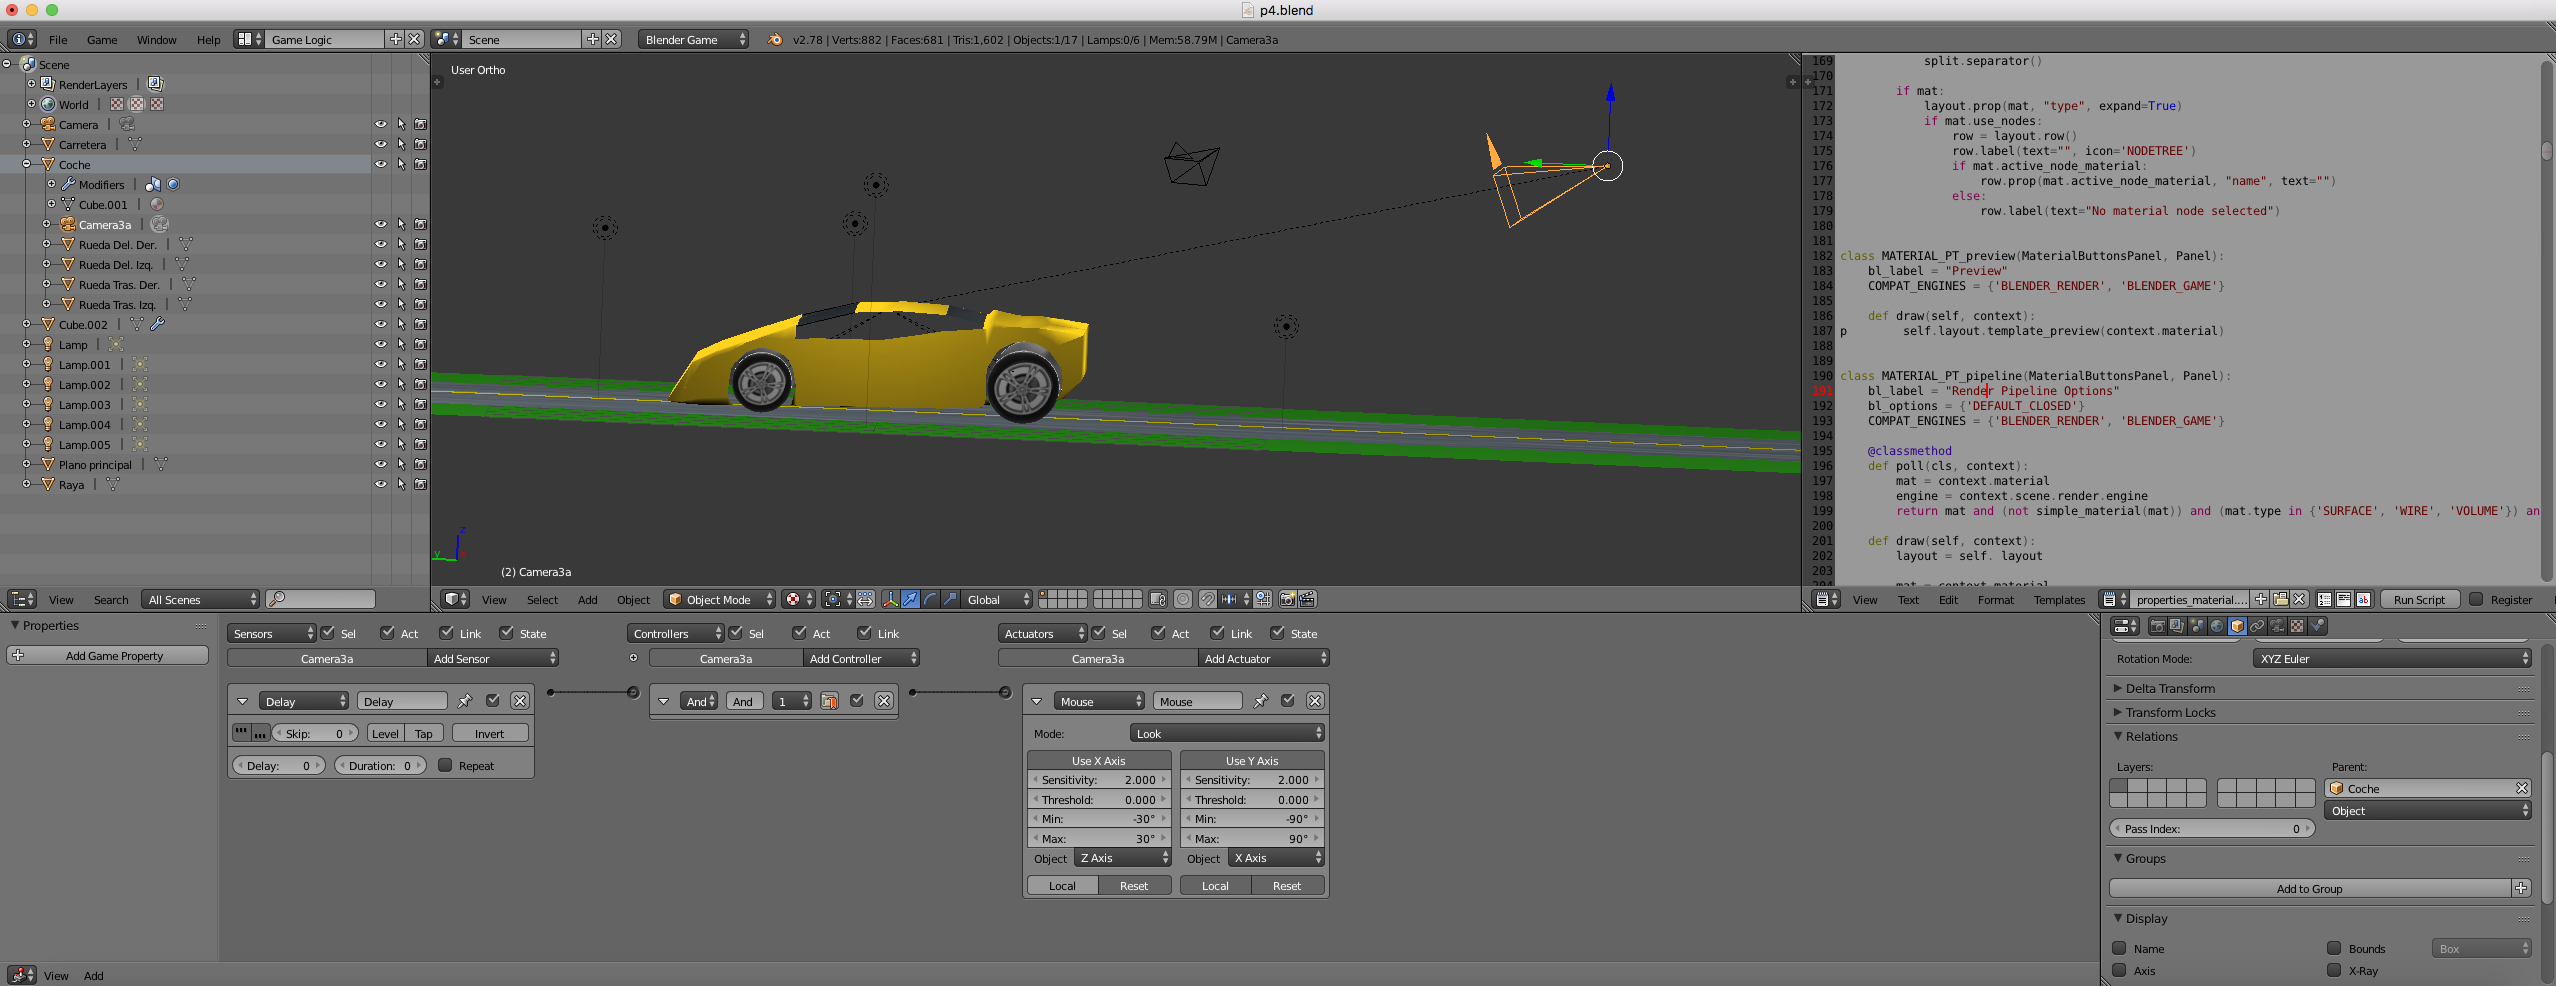 p4.blend
File Game Window Help Game Logic Scene Blender Game v2.78 | Verts:882 | Faces:681 | Tris:1,602 | Objects:1/17 | Lamps:0/6 | Mem:58.79M | Camera3a
Scene
RenderLayers
World
Camera
Carretera
Coche
Modifiers
Cube.001
Camera3a
Rueda Del. Der.
Rueda Del. Izq.
Rueda Tras. Der.
Rueda Tras. Izq.
Cube.002
Lamp
Lamp.001
Lamp.002
Lamp.003
Lamp.004
Lamp.005
Plano principal
Raya
View Search All Scenes
User Ortho
z
y
(2) Camera3a
View Select Add Object Object Mode Global
169 split.separator()
170
171 if mat:
172 layout.prop(mat, "type", expand=True)
173 if mat.use_nodes:
174 row = layout.row()
175 row.label(text="", icon='NODETREE')
176 if mat.active_node_material:
177 row.prop(mat.active_node_material, "name", text="")
178 else:
179 row.label(text="No material node selected")
180
181
182 class MATERIAL_PT_preview(MaterialButtonsPanel, Panel):
183 bl_label = "Preview"
184 COMPAT_ENGINES = {'BLENDER_RENDER', 'BLENDER_GAME'}
185
186 def draw(self, context):
187 p self.layout.template_preview(context.material)
188
189
190 class MATERIAL_PT_pipeline(MaterialButtonsPanel, Panel):
191 bl_label = "Render Pipeline Options"
192 bl_options = {'DEFAULT_CLOSED'}
193 COMPAT_ENGINES = {'BLENDER_RENDER', 'BLENDER_GAME'}
194
195 @classmethod
196 def poll(cls, context):
197 mat = context.material
198 engine = context.scene.render.engine
199 return mat and (not simple_material(mat)) and (mat.type in {'SURFACE', 'WIRE', 'VOLUME'}) an
200
201 def draw(self, context):
202 layout = self. layout
203
204 mat = context.material
View Text Edit Format Templates properties_material.... Run Script Register
Properties
Add Game Property
Sensors Sel Act Link State
Camera3a Add Sensor
Delay Delay
Skip: 0 Level Tap Invert
Delay: 0 Duration: 0 Repeat
Controllers Sel Act Link
Camera3a Add Controller
And And 1
Actuators Sel Act Link State
Camera3a Add Actuator
Mouse Mouse
Mode: Look
Use X Axis Use Y Axis
Sensitivity: 2.000 Sensitivity: 2.000
Threshold: 0.000 Threshold: 0.000
Min: -30° Min: -90°
Max: 30° Max: 90°
Object Z Axis Object X Axis
Local Reset Local Reset
View Add
Rotation Mode: XYZ Euler
Delta Transform
Transform Locks
Relations
Layers: Parent:
Coche
Object
Pass Index: 0
Groups
Add to Group
Display
Name Bounds Box
Axis X-Ray